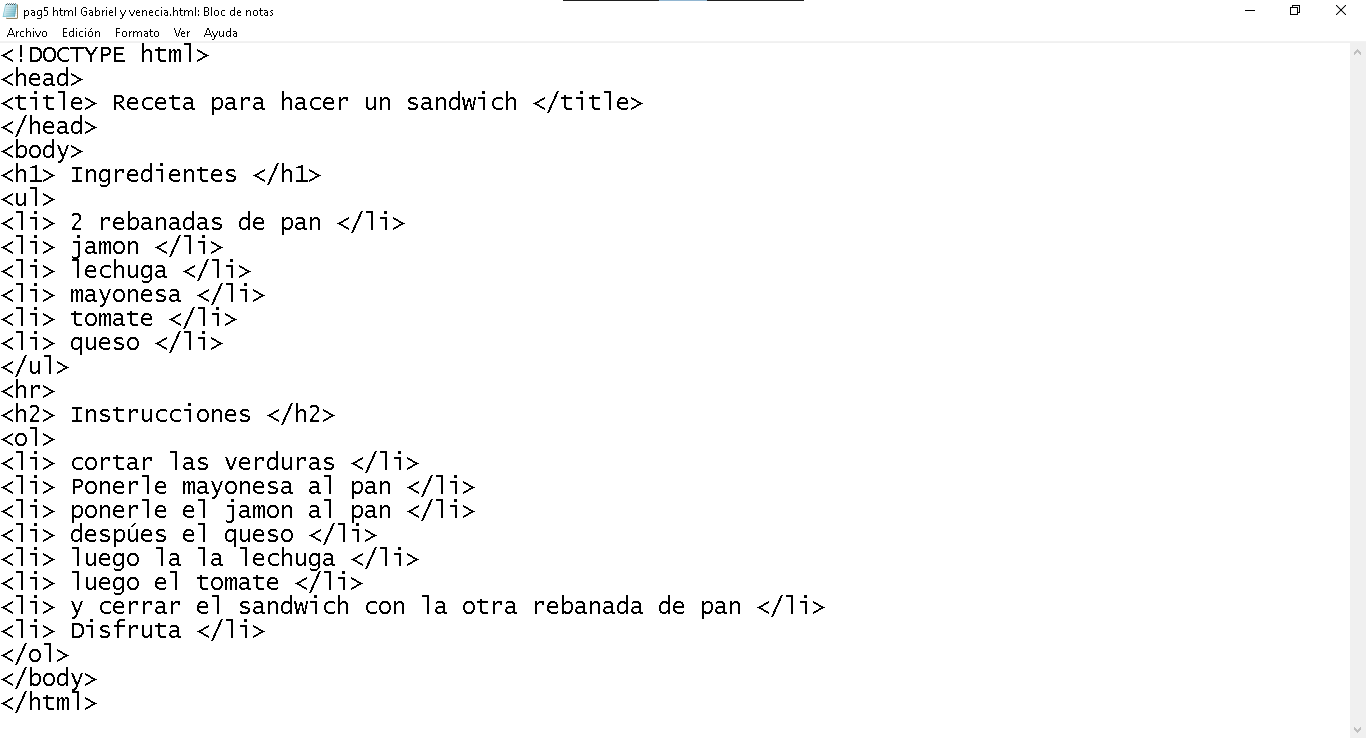 pag5 html Gabriel y venecia.html: Bloc de notas
Archivo Edición Formato Ver Ayuda
<!DOCTYPE html>
<head>
<title> Receta para hacer un sandwich </title>
</head>
<body>
<h1> Ingredientes </h1>
<ul>
<li> 2 rebanadas de pan </li>
<li> jamon </li>
<li> lechuga </li>
<li> mayonesa </li>
<li> tomate </li>
<li> queso </li>
</ul>
<hr>
<h2> Instrucciones </h2>
<ol>
<li> cortar las verduras </li>
<li> Ponerle mayonesa al pan </li>
<li> ponerle el jamon al pan </li>
<li> despúes el queso </li>
<li> luego la la lechuga </li>
<li> luego el tomate </li>
<li> y cerrar el sandwich con la otra rebanada de pan </li>
<li> Disfruta </li>
</ol>
</body>
</html>